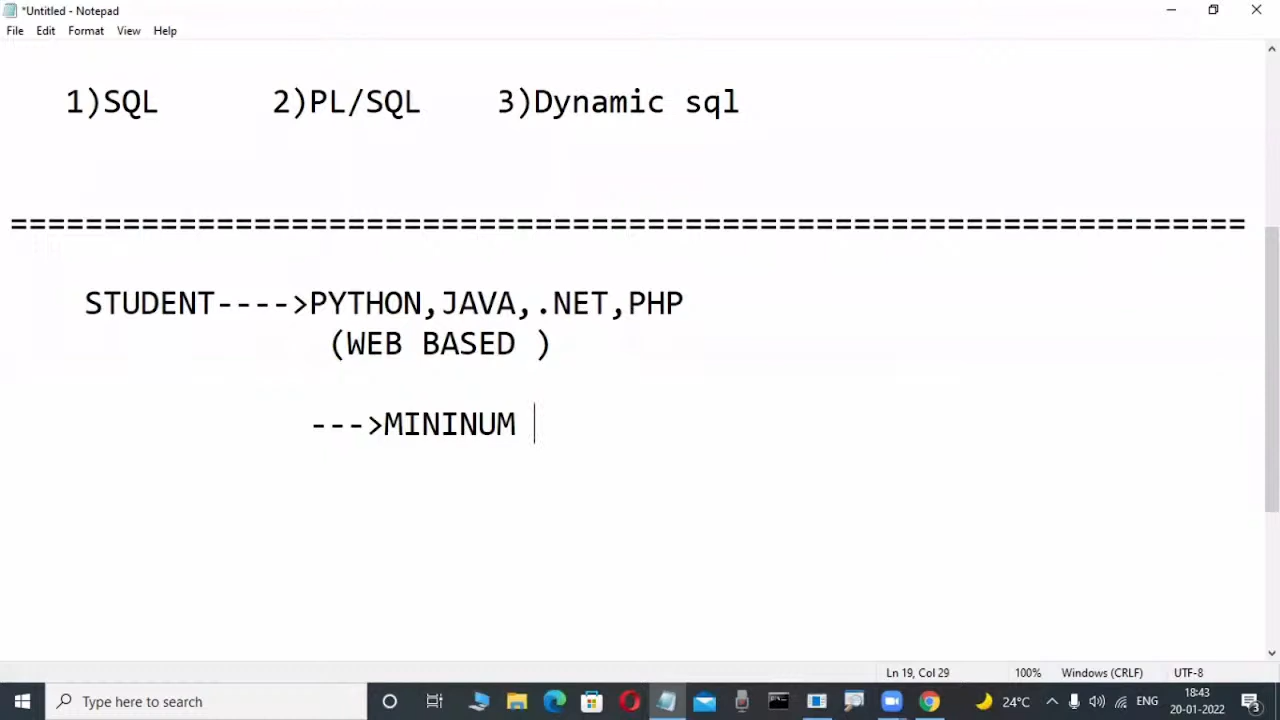 *Untitled - Notepad
File Edit Format View Help
1)SQL 2)PL/SQL 3)Dynamic sql
==================================================================
STUDENT---->PYTHON,JAVA,.NET,PHP
(WEB BASED )
--->MININUM
Ln 19, Col 29 100% Windows (CRLF) UTF-8
Type here to search 24°C ENG 18:43
20-01-2022 3